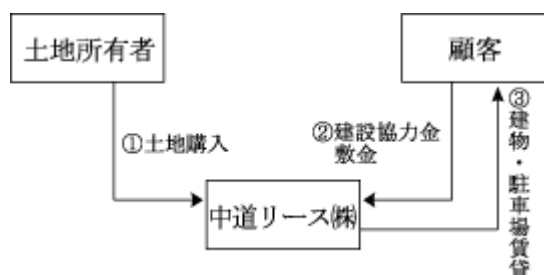 土地所有者
顧客
①土地購入
②建設協力金
敷金
③建物・駐車場賃貸
中道リース㈱